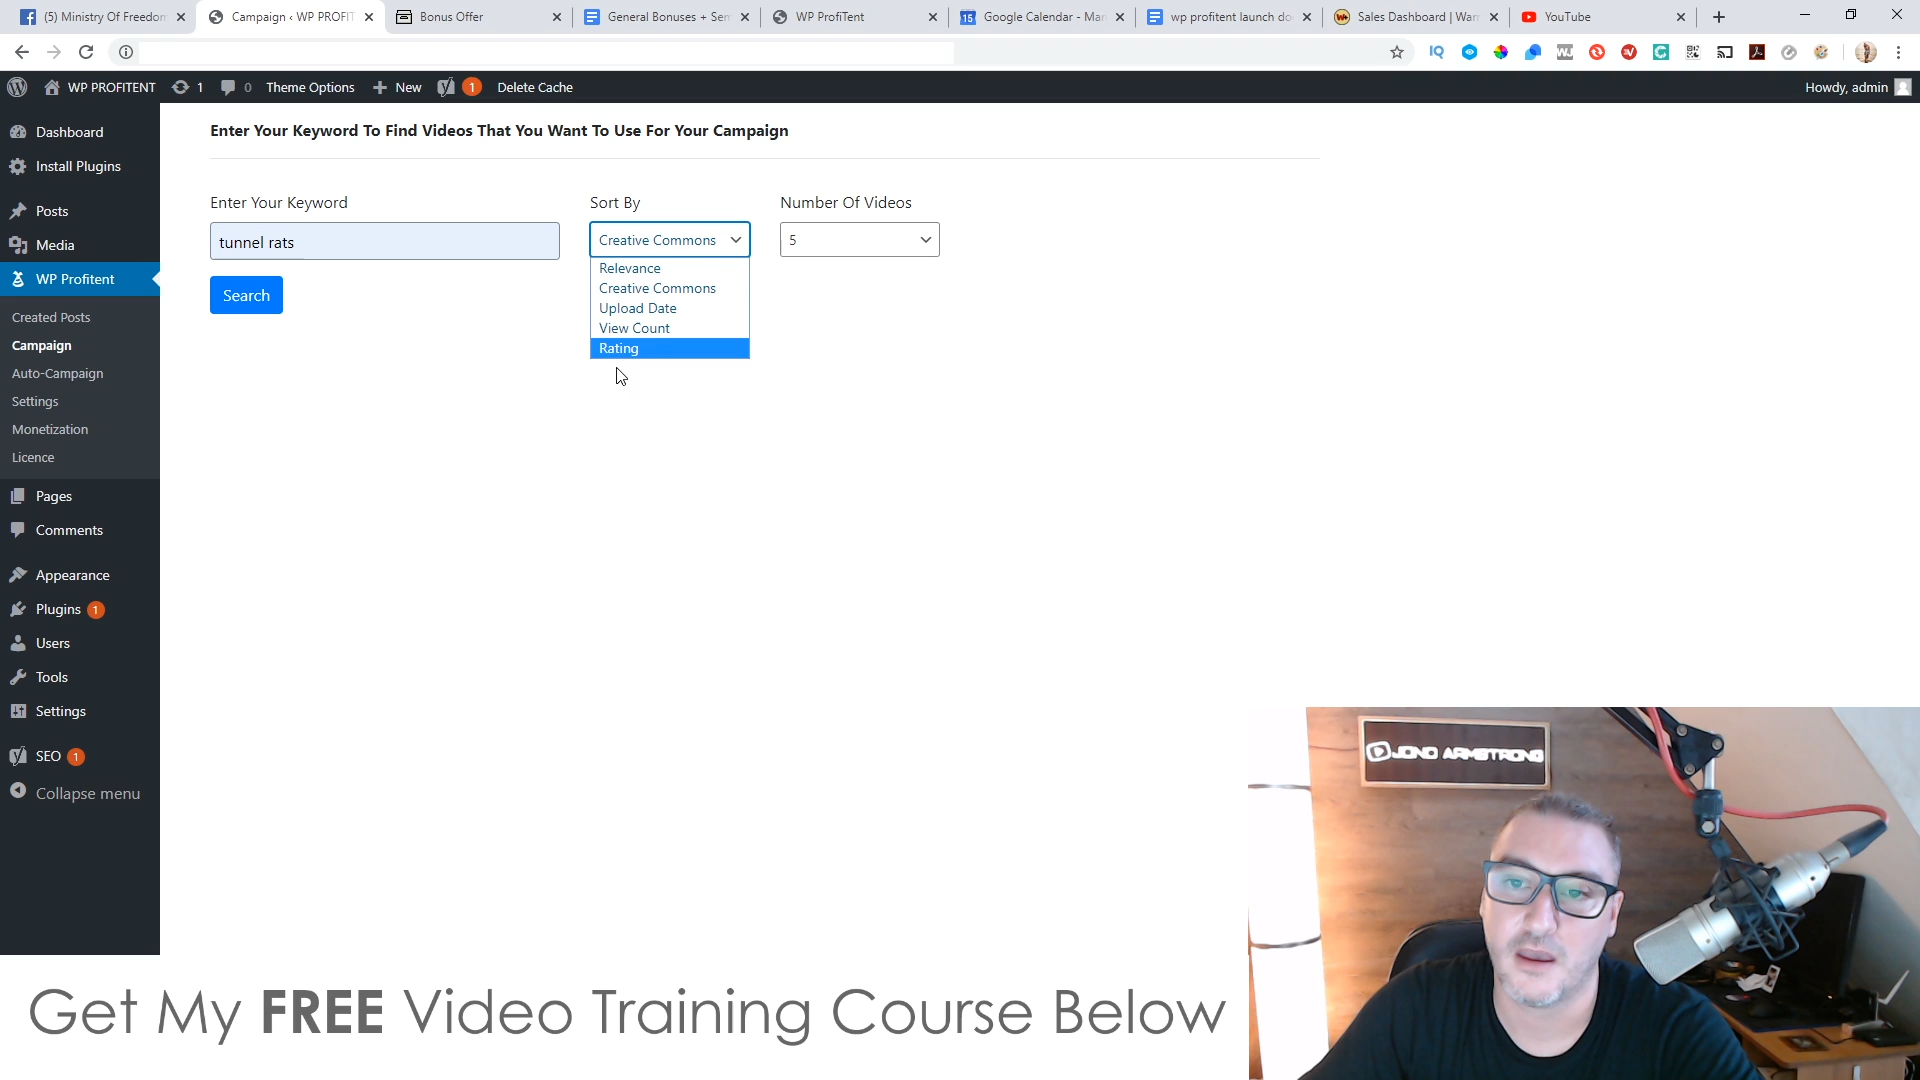 (5) Ministry Of Freedom
Campaign ‹ WP PROFIT
Bonus Offer
General Bonuses + Sen
WP ProfiTent
Google Calendar - Mar
wp profitent launch do
Sales Dashboard | War
YouTube
WP PROFITENT
1
0
Theme Options
New
1
Delete Cache
Howdy, admin
Dashboard
Install Plugins
Posts
Media
WP Profitent
Created Posts
Campaign
Auto-Campaign
Settings
Monetization
Licence
Pages
Comments
Appearance
Plugins 1
Users
Tools
Settings
SEO 1
Collapse menu
Enter Your Keyword To Find Videos That You Want To Use For Your Campaign
Enter Your Keyword
Sort By
Number Of Videos
tunnel rats
Creative Commons
5
Search
Relevance
Creative Commons
Upload Date
View Count
Rating
JONO ARMSTRONG
Get My FREE Video Training Course Below